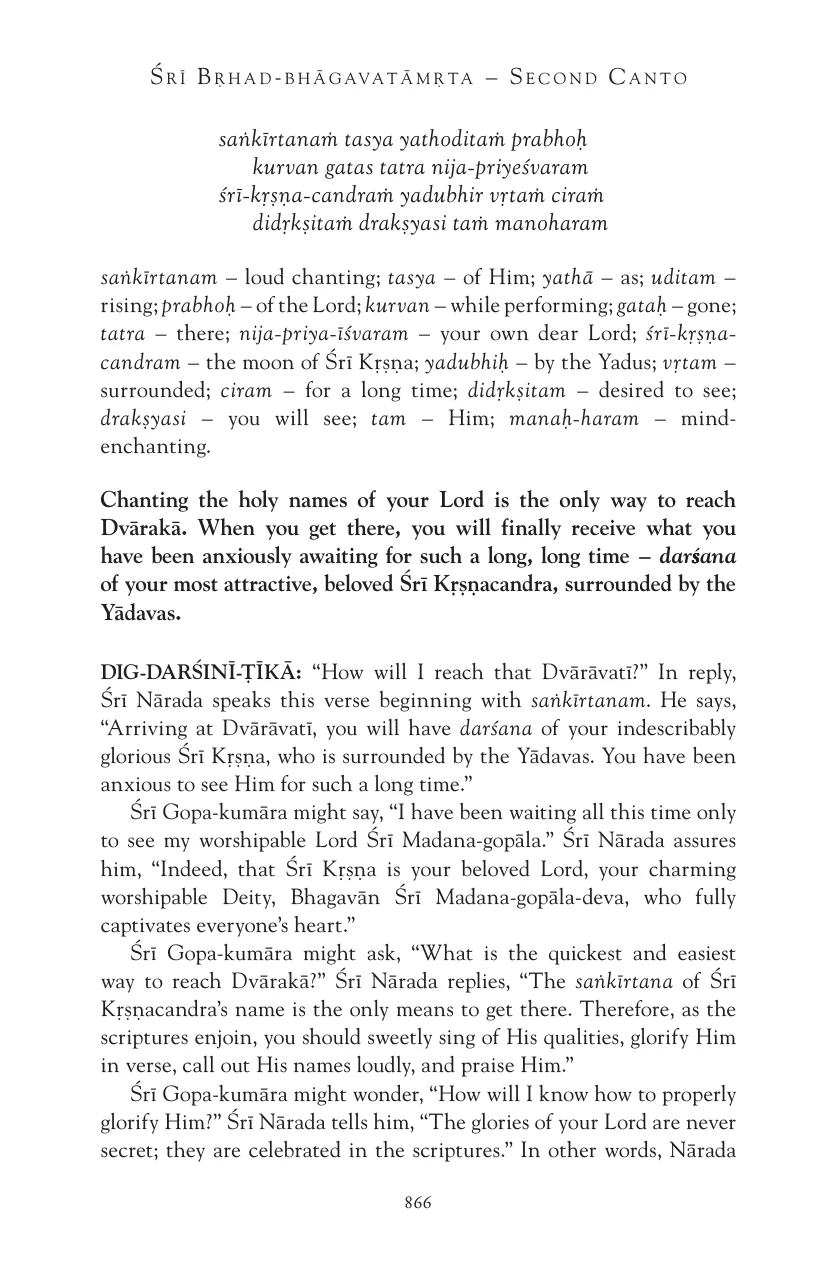 Śrī Bṛhad-bhāgavatāmṛta – Second Canto
saṅkīrtanaṁ tasya yathoditaṁ prabhoḥ
kurvan gatas tatra nija-priyeśvaram
śrī-kṛṣṇa-candraṁ yadubhir vṛtaṁ ciraṁ
didṛkṣitaṁ drakṣyasi taṁ manoharam
saṅkīrtanam – loud chanting; tasya – of Him; yathā – as; uditam –
rising; prabhoḥ – of the Lord; kurvan – while performing; gataḥ – gone;
tatra – there; nija-priya-īśvaram – your own dear Lord; śrī-kṛṣṇa-
candram – the moon of Śrī Kṛṣṇa; yadubhiḥ – by the Yadus; vṛtam –
surrounded; ciram – for a long time; didṛkṣitam – desired to see;
drakṣyasi – you will see; tam – Him; manaḥ-haram – mind-
enchanting.
Chanting the holy names of your Lord is the only way to reach
Dvārakā. When you get there, you will finally receive what you
have been anxiously awaiting for such a long, long time – darśana
of your most attractive, beloved Śrī Kṛṣṇacandra, surrounded by the
Yādavas.
DIG-DARŚINĪ-ṬĪKĀ: “How will I reach that Dvārāvatī?” In reply,
Śrī Nārada speaks this verse beginning with saṅkīrtanam. He says,
“Arriving at Dvārāvatī, you will have darśana of your indescribably
glorious Śrī Kṛṣṇa, who is surrounded by the Yādavas. You have been
anxious to see Him for such a long time.”
Śrī Gopa-kumāra might say, “I have been waiting all this time only
to see my worshipable Lord Śrī Madana-gopāla.” Śrī Nārada assures
him, “Indeed, that Śrī Kṛṣṇa is your beloved Lord, your charming
worshipable Deity, Bhagavān Śrī Madana-gopāla-deva, who fully
captivates everyone’s heart.”
Śrī Gopa-kumāra might ask, “What is the quickest and easiest
way to reach Dvārakā?” Śrī Nārada replies, “The saṅkīrtana of Śrī
Kṛṣṇacandra’s name is the only means to get there. Therefore, as the
scriptures enjoin, you should sweetly sing of His qualities, glorify Him
in verse, call out His names loudly, and praise Him.”
Śrī Gopa-kumāra might wonder, “How will I know how to properly
glorify Him?” Śrī Nārada tells him, “The glories of your Lord are never
secret; they are celebrated in the scriptures.” In other words, Nārada
866